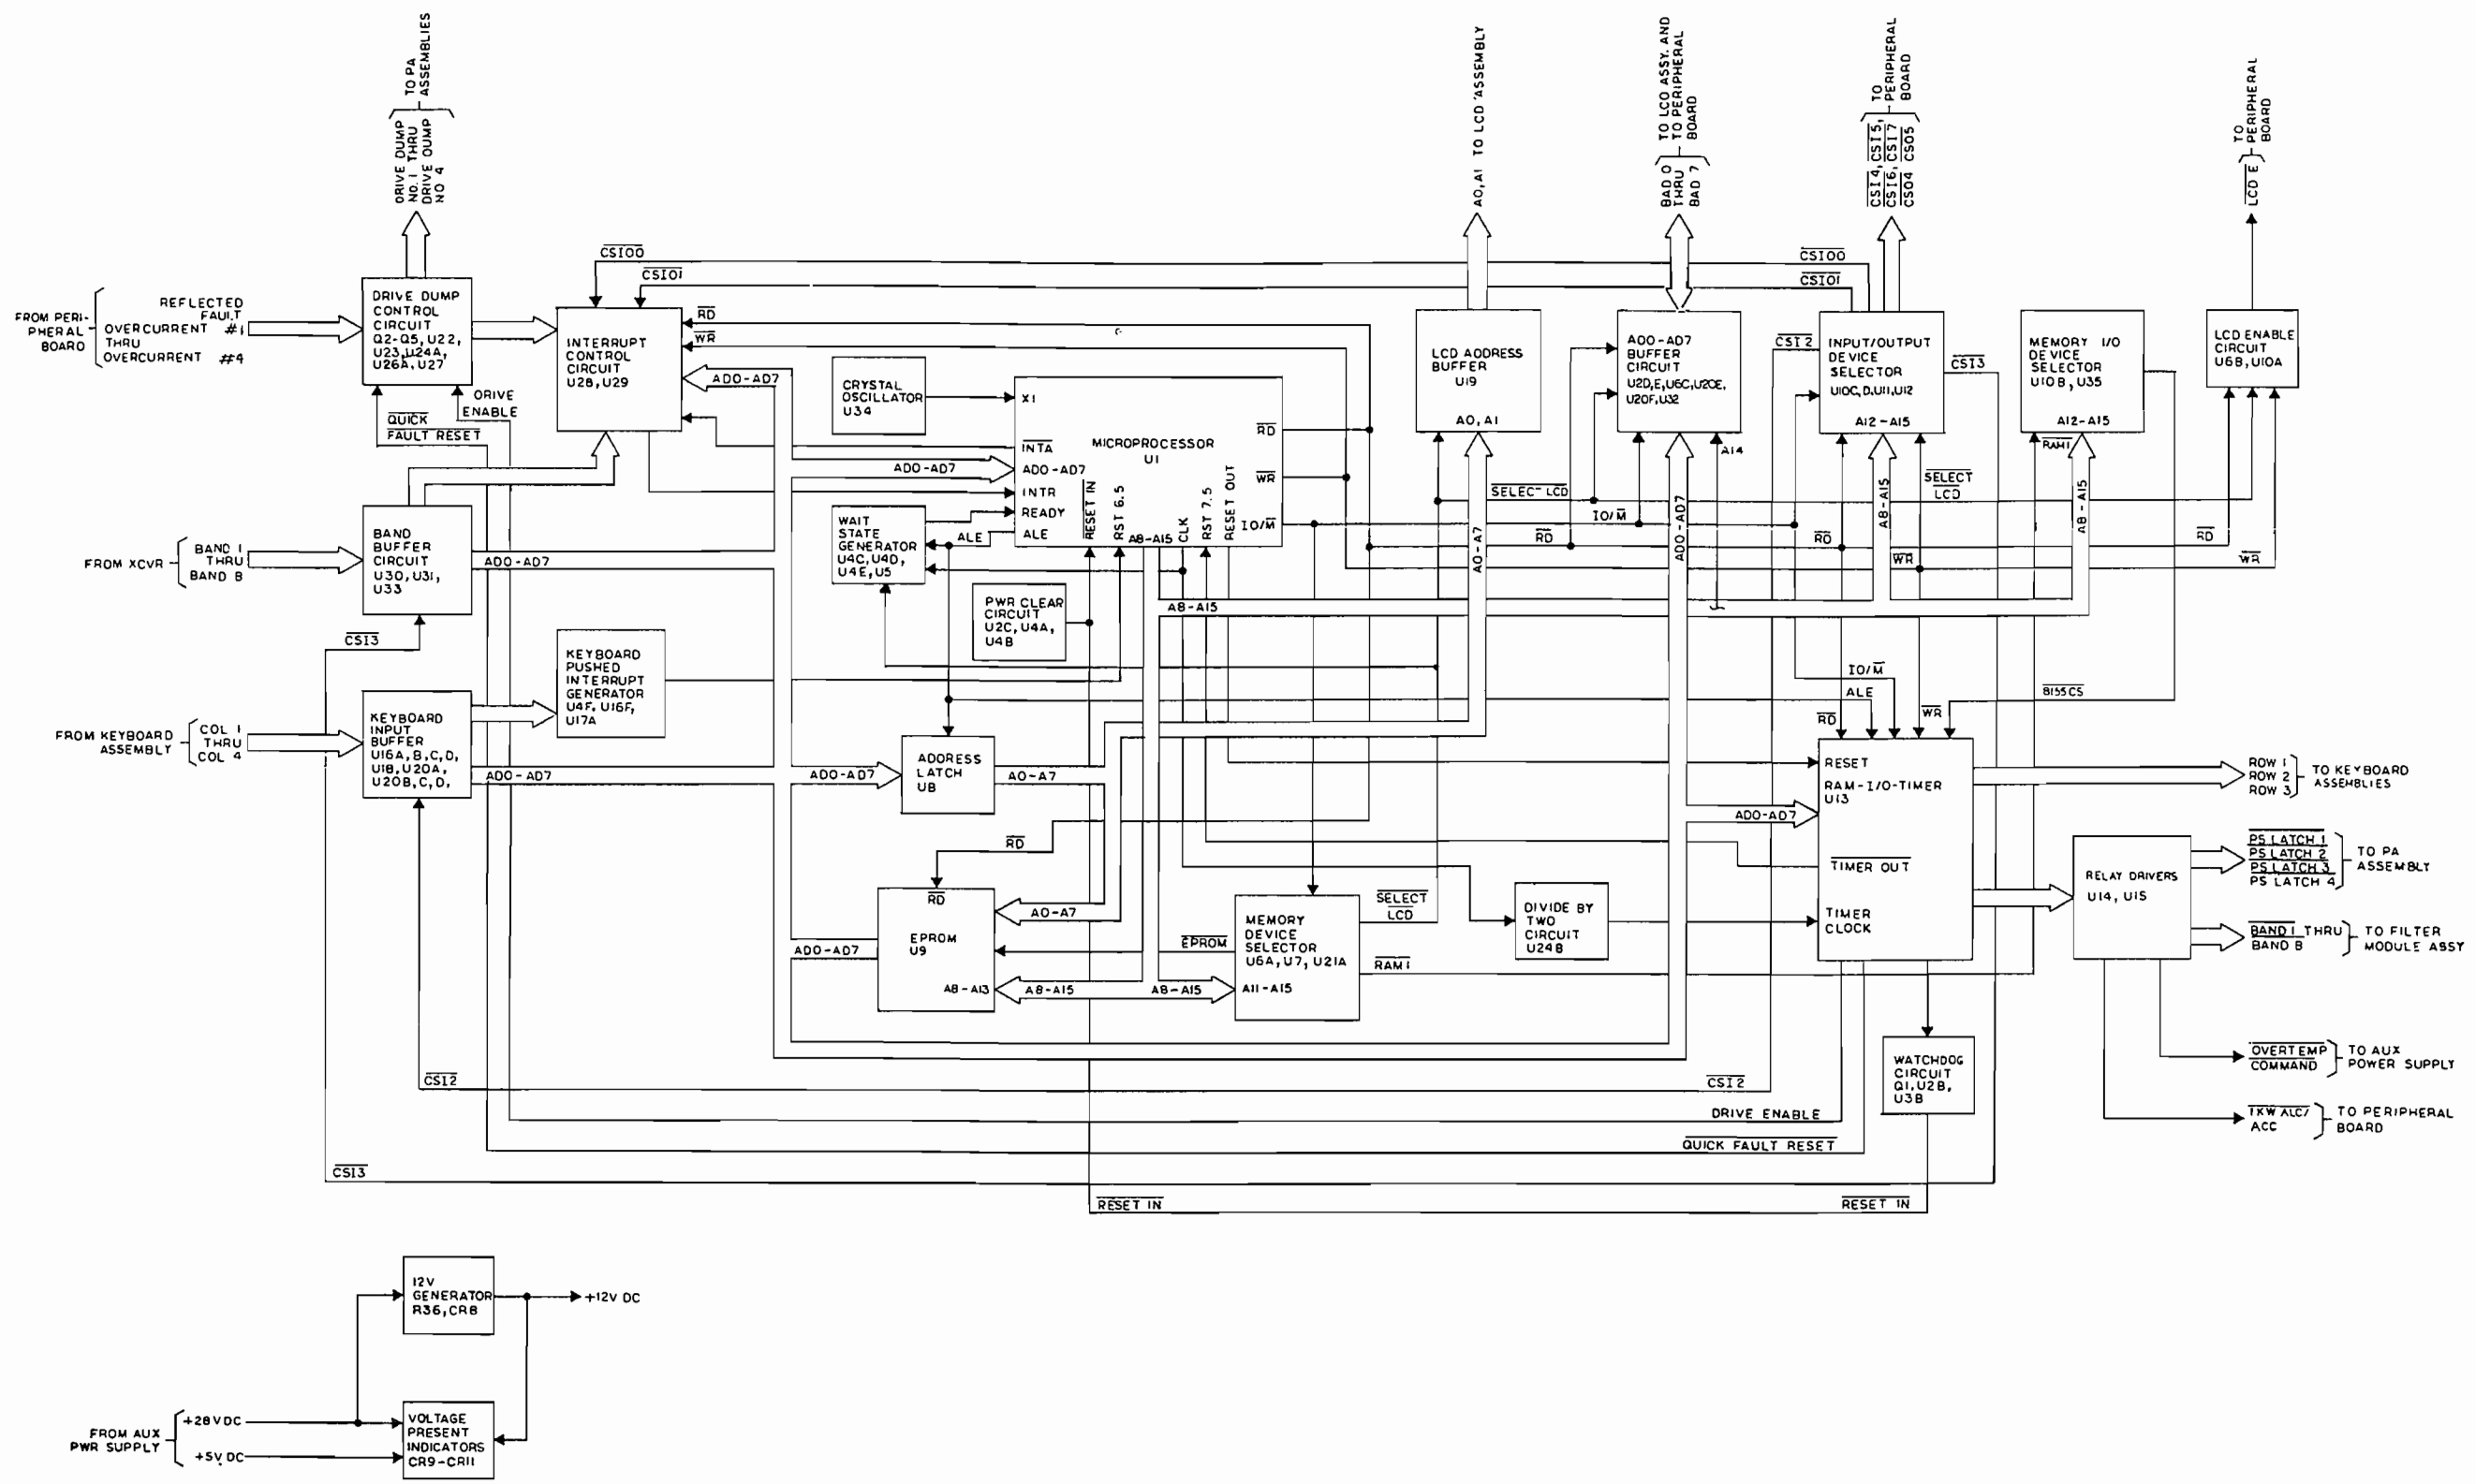 TO PA
ASSEMBLIES
DRIVE DUMP
NO. 1 THRU
DRIVE DUMP
NO 4
A0, A1 TO LCD ASSEMBLY
TO LCD ASSY. AND
TO PERIPHERAL
BOARD
BAD 0
THRU
BAD 7
TO
PERIPHERAL
BOARD
CSI4, CSI5,
CSI6, CSI7
CSO4 CSO5
TO
PERIPHERAL
BOARD
LCD E
FROM PERI-
PHERAL
BOARD
REFLECTED
FAULT
OVERCURRENT #1
THRU
OVERCURRENT #4
DRIVE DUMP
CONTROL
CIRCUIT
Q2-Q5, U22,
U23, U24A,
U26A, U27
QUICK
FAULT RESET
DRIVE
ENABLE
CSIO0
CSIO1
INTERRUPT
CONTROL
CIRCUIT
U28, U29
RD
WR
AD0-AD7
CRYSTAL
OSCILLATOR
U34
MICROPROCESSOR
U1
X1
INTA
AD0-AD7
INTR
READY
ALE
RESET IN
RST 6.5
A8-A15
CLK
RST 7.5
RESET OUT
RD
WR
IO/M
AD0-AD7
ALE
LCD ADDRESS
BUFFER
U19
A0, A1
AD0-AD7
BUFFER
CIRCUIT
U2D,E,U6C,U20E,
U20F,U32
A14
CSIO0
CSIO1
CSI2
INPUT/OUTPUT
DEVICE
SELECTOR
U10C,D,U11,U12
A12-A15
CSI3
MEMORY I/O
DEVICE
SELECTOR
U10B, U35
A12-A15
RAM1
LCD ENABLE
CIRCUIT
U6B, U10A
SELECT LCD
IO/M
RD
A0-A7
AD0-AD7
RD
A8-A15
SELECT
LCD
WR
A8-A15
RD
WR
FROM XCVR
BAND 1
THRU
BAND 8
BAND
BUFFER
CIRCUIT
U30, U31,
U33
AD0-AD7
CSI3
WAIT
STATE
GENERATOR
U4C, U4D,
U4E, U5
PWR CLEAR
CIRCUIT
U2C, U4A,
U4B
A8-A15
KEYBOARD
PUSHED
INTERRUPT
GENERATOR
U4F, U16F,
U17A
FROM KEYBOARD
ASSEMBLY
COL 1
THRU
COL 4
KEYBOARD
INPUT
BUFFER
U16A, B, C, D,
U18, U20A,
U20B, C, D,
AD0-AD7
AD0-AD7
ADDRESS
LATCH
U8
A0-A7
IO/M
ALE
RD
WR
8155CS
RESET
RAM-I/O-TIMER
U13
AD0-AD7
TIMER OUT
TIMER
CLOCK
ROW 1
ROW 2
ROW 3
TO KEYBOARD
ASSEMBLIES
RD
RD
EPROM
U9
A0-A7
AD0-AD7
A8-A13
A8-A15
EPROM
A8-A15
MEMORY
DEVICE
SELECTOR
U6A, U7, U21A
A11-A15
SELECT
LCD
RAM1
DIVIDE BY
TWO
CIRCUIT
U24B
RELAY DRIVERS
U14, U15
PS LATCH 1
PS LATCH 2
PS LATCH 3
PS LATCH 4
TO PA
ASSEMBLY
BAND 1 THRU
BAND 8
TO FILTER
MODULE ASSY
WATCHDOG
CIRCUIT
Q1, U2B,
U3B
OVERTEMP
COMMAND
TO AUX
POWER SUPPLY
1KW ALC/
ACC
TO PERIPHERAL
BOARD
CSI2
CSI2
DRIVE ENABLE
QUICK FAULT RESET
CSI3
RESET IN
RESET IN
12V
GENERATOR
R36, CR8
+12V DC
FROM AUX
PWR SUPPLY
+28V DC
+5V DC
VOLTAGE
PRESENT
INDICATORS
CR9-CR11